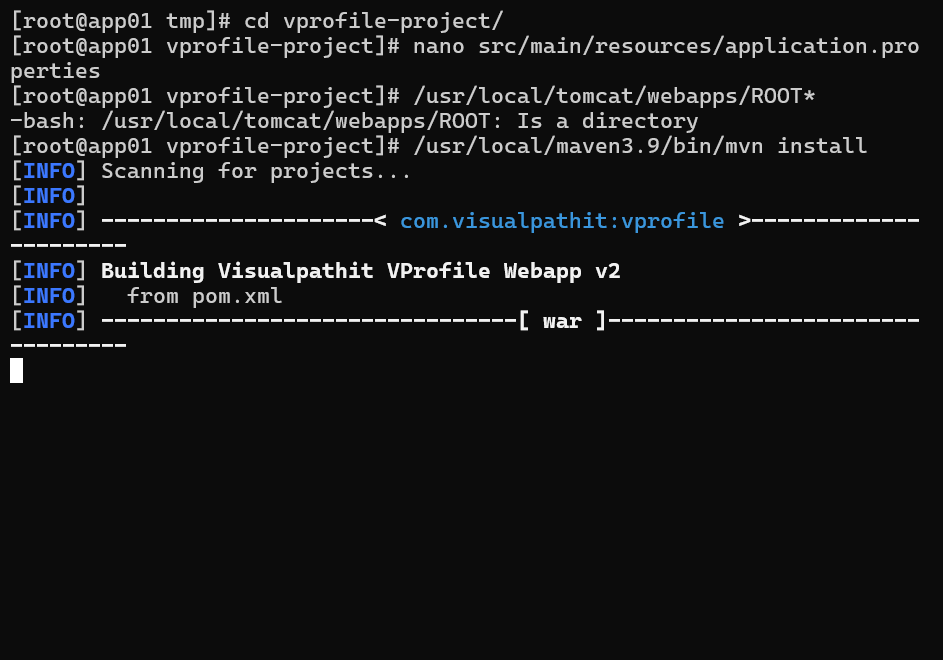 [root@app01 tmp]# cd vprofile-project/
[root@app01 vprofile-project]# nano src/main/resources/application.pro
perties
[root@app01 vprofile-project]# /usr/local/tomcat/webapps/ROOT*
-bash: /usr/local/tomcat/webapps/ROOT: Is a directory
[root@app01 vprofile-project]# /usr/local/maven3.9/bin/mvn install
[INFO] Scanning for projects...
[INFO]
[INFO] ---------------------< com.visualpathit:vprofile >-------------
---------
[INFO] Building Visualpathit VProfile Webapp v2
[INFO]   from pom.xml
[INFO] --------------------------------[ war ]------------------------
---------